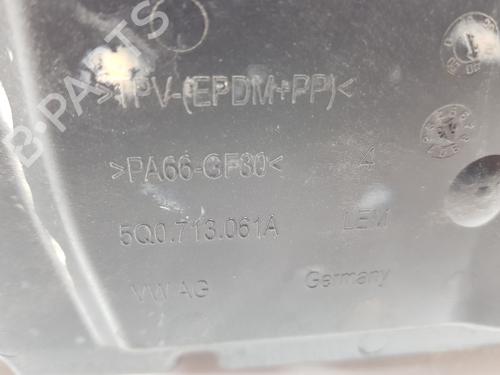 >TPV-(EPDM+PP)<
>PA66-GF30< 4
5Q0.713.061A LEM
VW AG Germany
B-PARTS